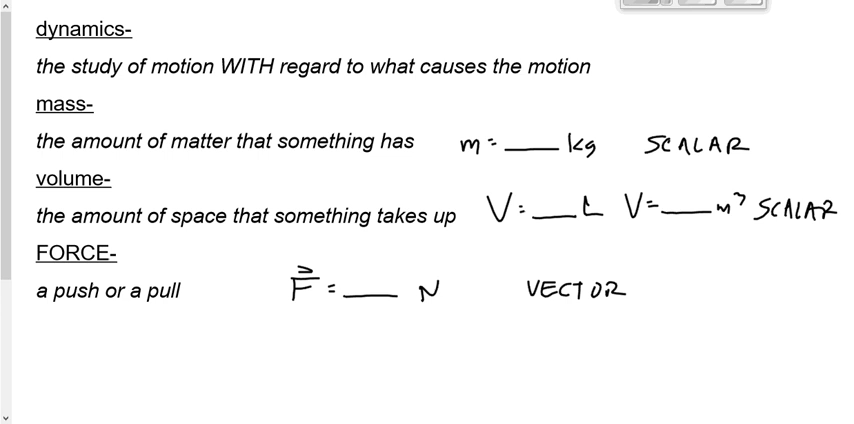 dynamics-
the study of motion WITH regard to what causes the motion
mass-
the amount of matter that something has m = ___ kg SCALAR
volume-
the amount of space that something takes up V = ___ L V = ___ m³ SCALAR
FORCE-
a push or a pull F⃗ = ___ N VECTOR